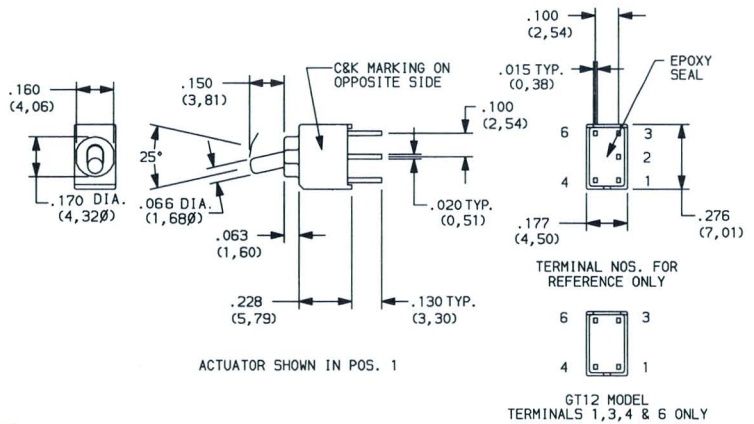 .160
(4,06)
.170 DIA.
(4,32Ø)
.150
(3,81)
25°
.066 DIA.
(1,68Ø)
.063
(1,60)
.228
(5,79)
C&K MARKING ON
OPPOSITE SIDE
.100
(2,54)
.020 TYP.
(0,51)
.130 TYP.
(3,30)
ACTUATOR SHOWN IN POS. 1
.100
(2,54)
.015 TYP.
(0,38)
EPOXY
SEAL
6 3
2
4 1
.177
(4,50)
.276
(7,01)
TERMINAL NOS. FOR
REFERENCE ONLY
6 3
4 1
GT12 MODEL
TERMINALS 1,3,4 & 6 ONLY